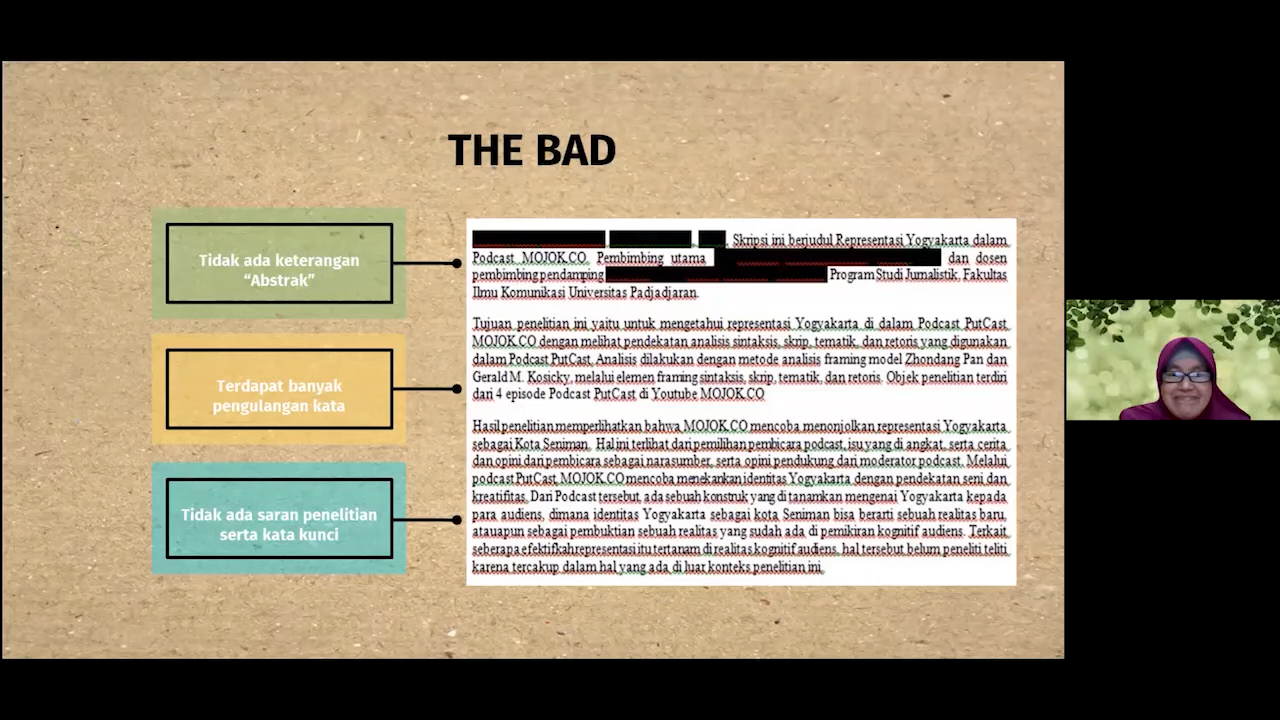 THE BAD
Tidak ada keterangan
“Abstrak”
Terdapat banyak
pengulangan kata
Tidak ada saran penelitian
serta kata kunci
, Skripsi ini berjudul Representasi Yogyakarta dalam
Podcast MOJOK.CO. Pembimbing utama dan dosen
pembimbing pendamping Program Studi Jurnalistik. Fakultas
Ilmu Komunikasi Universitas Padjadjaran.
Tujuan penelitian ini yaitu untuk mengetahui representasi Yogyakarta di dalam Podcast PutCast
MOJOK.CO dengan melihat pendekatan analisis sintaksis, skrip, tematik, dan retoris yang digunakan
dalam Podcast PutCast. Analisis dilakukan dengan metode analisis framing model Zhondang Pan dan
Gerald M. Kosicky, melalui elemen framing sintaksis, skrip, tematik, dan retoris. Objek penelitian terdiri
dari 4 episode Podcast PutCast di Youtube MOJOK.CO
Hasil penelitian memperlihatkan bahwa MOJOK.CO mencoba menonjolkan representasi Yogyakarta
sebagai Kota Seniman. Hal ini terlihat dari pemilihan pembicara podcast, isu yang di angkat, serta cerita
dan opini dari pembicara sebagai narasumber, serta opini pendukung dari moderator podcast. Melalui
podcast PutCast, MOJOK.CO mencoba menekankan identitas Yogyakarta dengan pendekatan seni dan
kreatifitas. Dari Podcast tersebut, ada sebuah konstruk yang di tanamkan mengenai Yogyakarta kepada
para audiens, dimana identitas Yogyakarta sebagai kota Seniman bisa berarti sebuah realitas baru,
atauapun sebagai pembuktian sebuah realitas yang sudah ada di pemikiran kognitif audiens. Terkait
seberapa efektifkah representasi itu tertanam di realitas kognitif audiens, hal tersebut belum peneliti teliti
karena tercakup dalam hal yang ada di luar konteks penelitian ini.